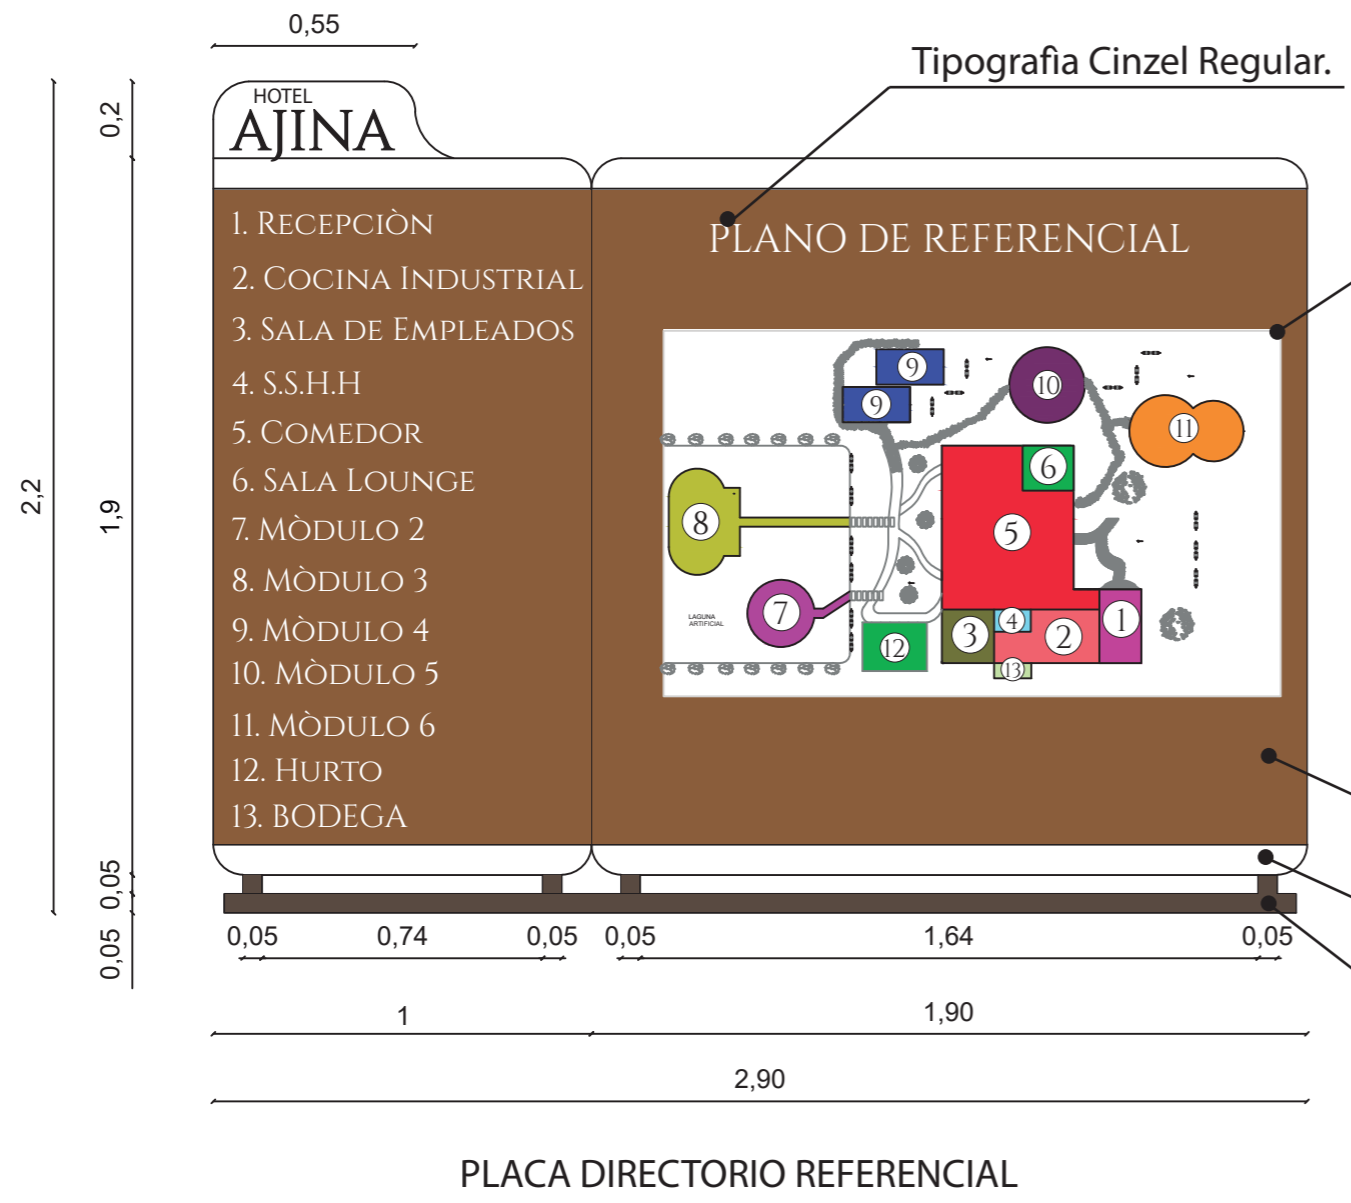 0,55
Tipografìa Cinzel Regular.
0,2
2,2
1,9
0,05
0,05
HOTEL
AJINA
1. Recepciòn
2. Cocina Industrial
3. Sala de Empleados
4. S.S.H.H
5. Comedor
6. Sala Lounge
7. Mòdulo 2
8. Mòdulo 3
9. Mòdulo 4
10. Mòdulo 5
11. Mòdulo 6
12. Hurto
13. BODEGA
PLANO DE REFERENCIAL
9
9
10
11
6
8
5
7
LAGUNA
ARTIFICIAL
12
3
4
2
1
13
0,05 0,74 0,05 0,05 1,64 0,05
1 1,90
2,90
PLACA DIRECTORIO REFERENCIAL